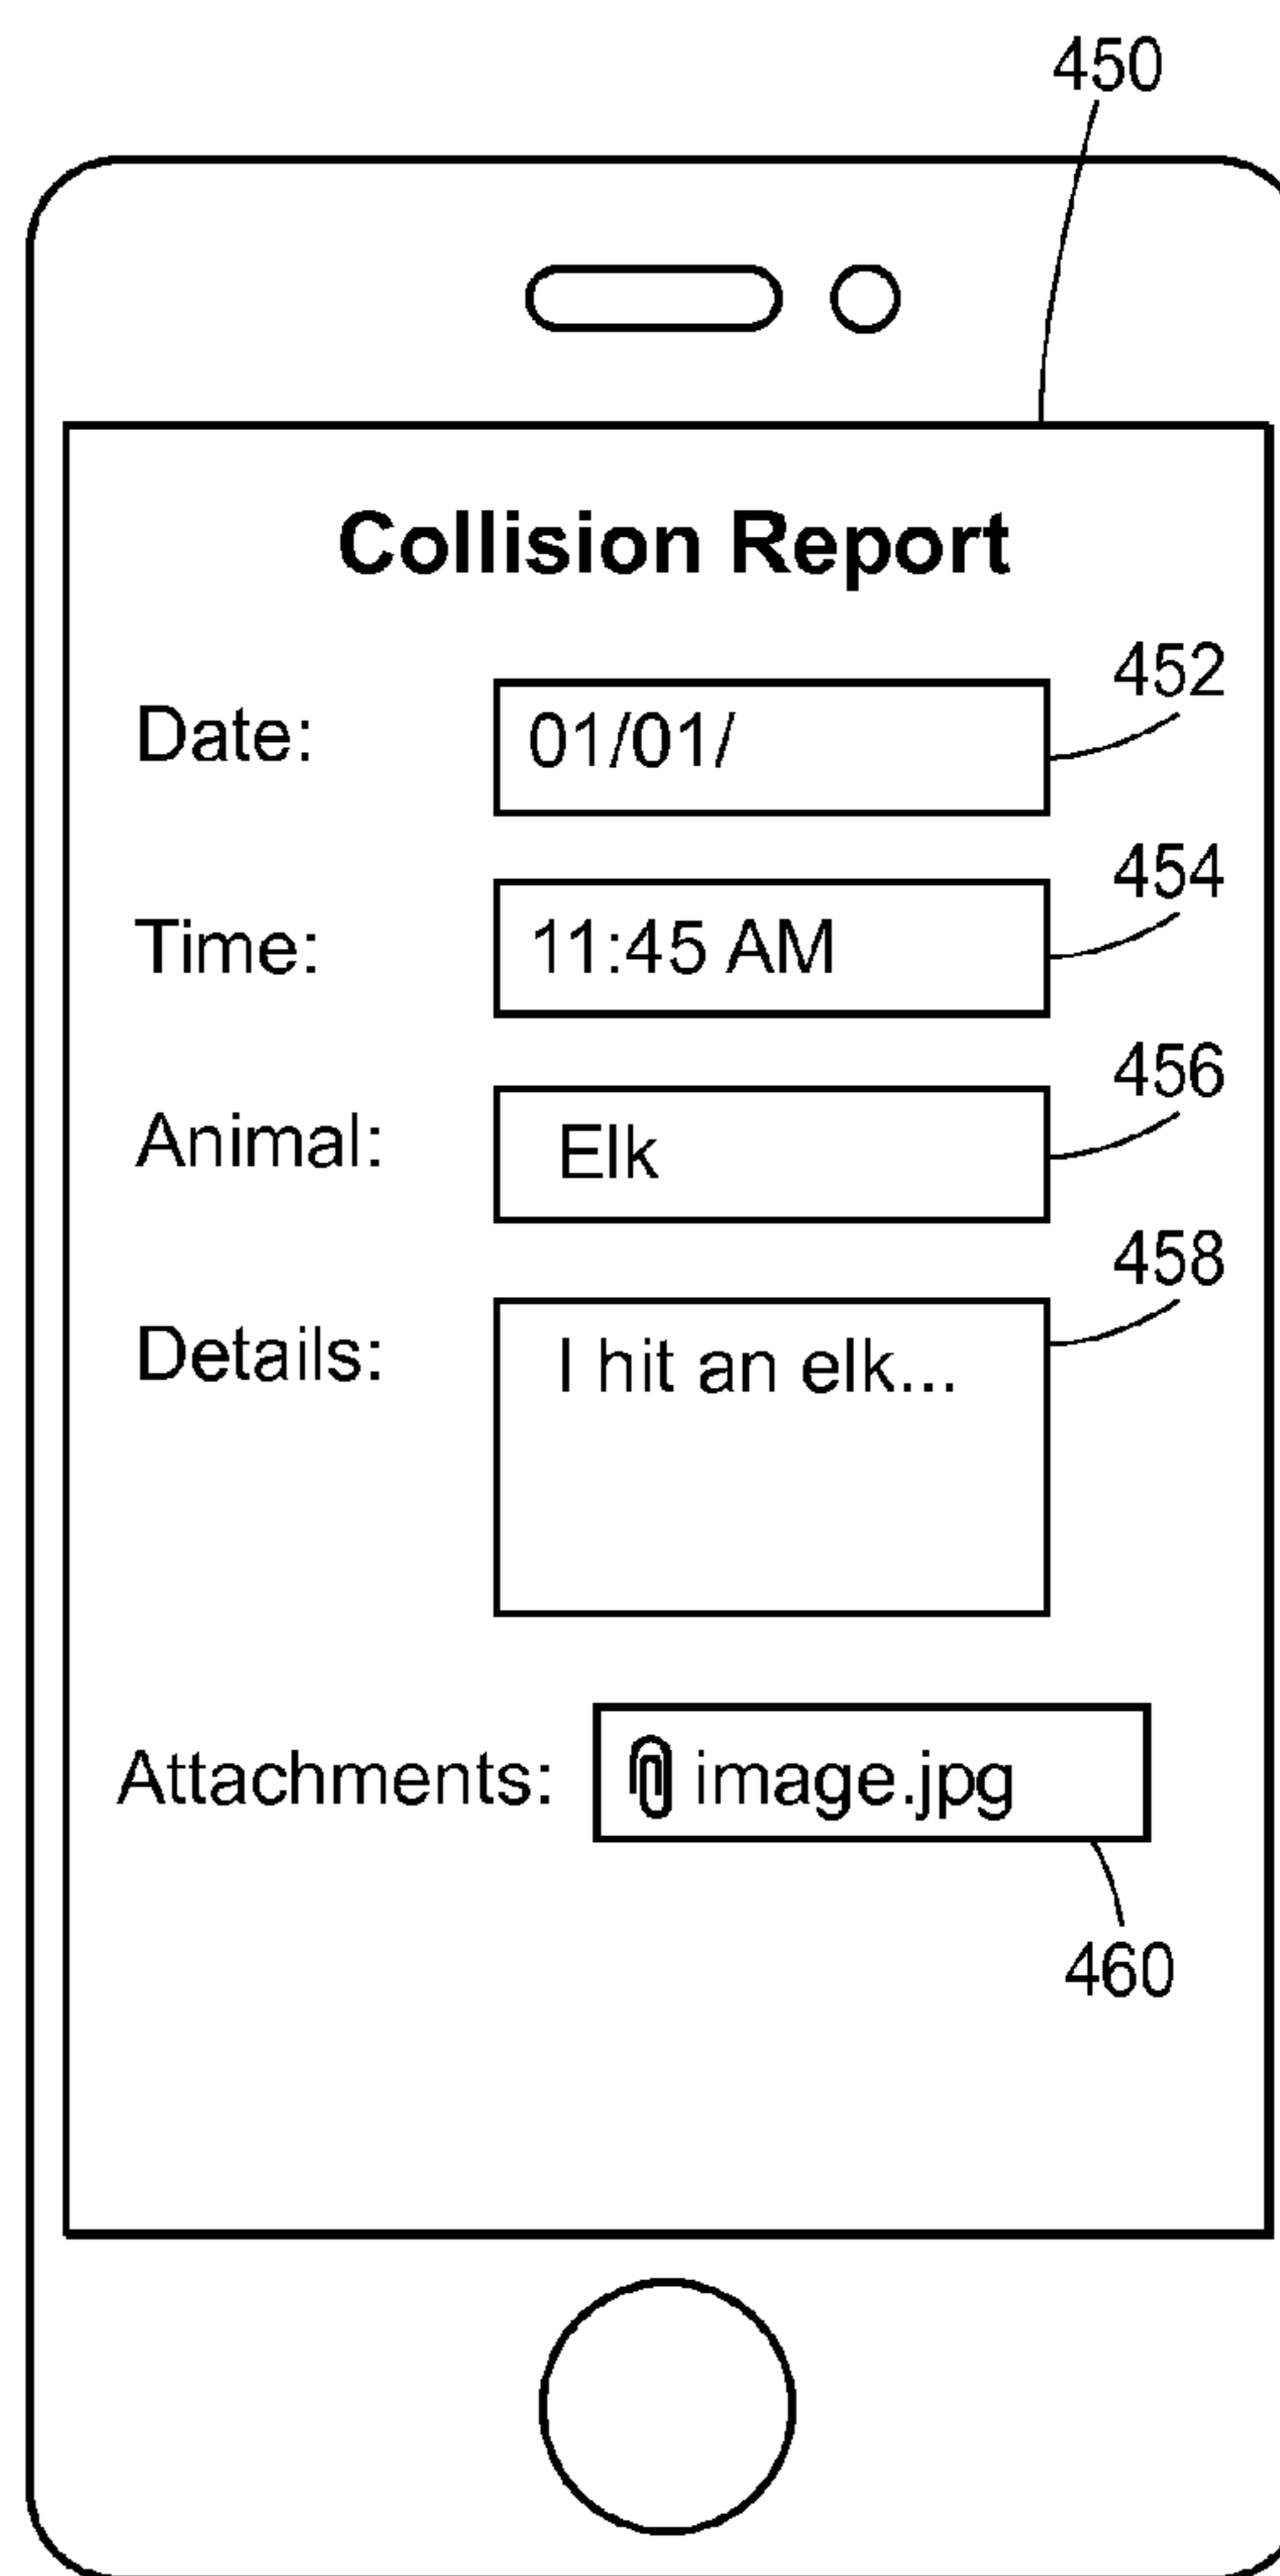 450
Collision Report
452
Date: 01/01/
454
Time: 11:45 AM
456
Animal: Elk
458
Details: I hit an elk...
Attachments: image.jpg
460